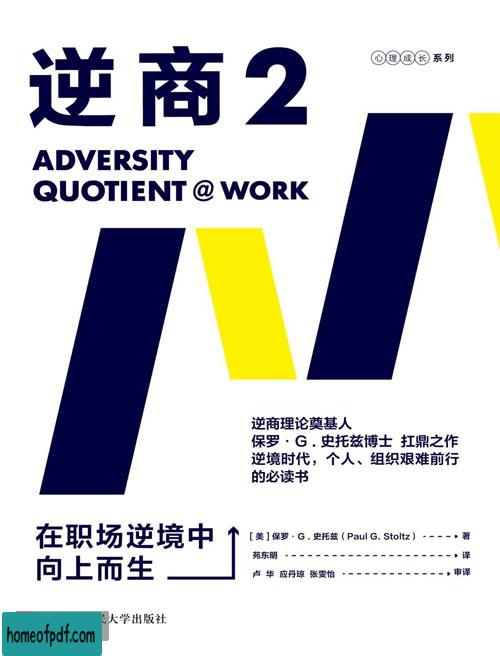 心理成长 系列
逆商2
ADVERSITY
QUOTIENT @ WORK
逆商理论奠基人
保罗·G.史托兹博士 扛鼎之作
逆境时代，个人、组织艰难前行
的必读书
在职场逆境中
向上而生
[美]保罗·G.史托兹（Paul G. Stoltz） 著
苑东明 译
卢 华 应丹琼 张雯怡 审译
民大学出版社
homeofpdf.com